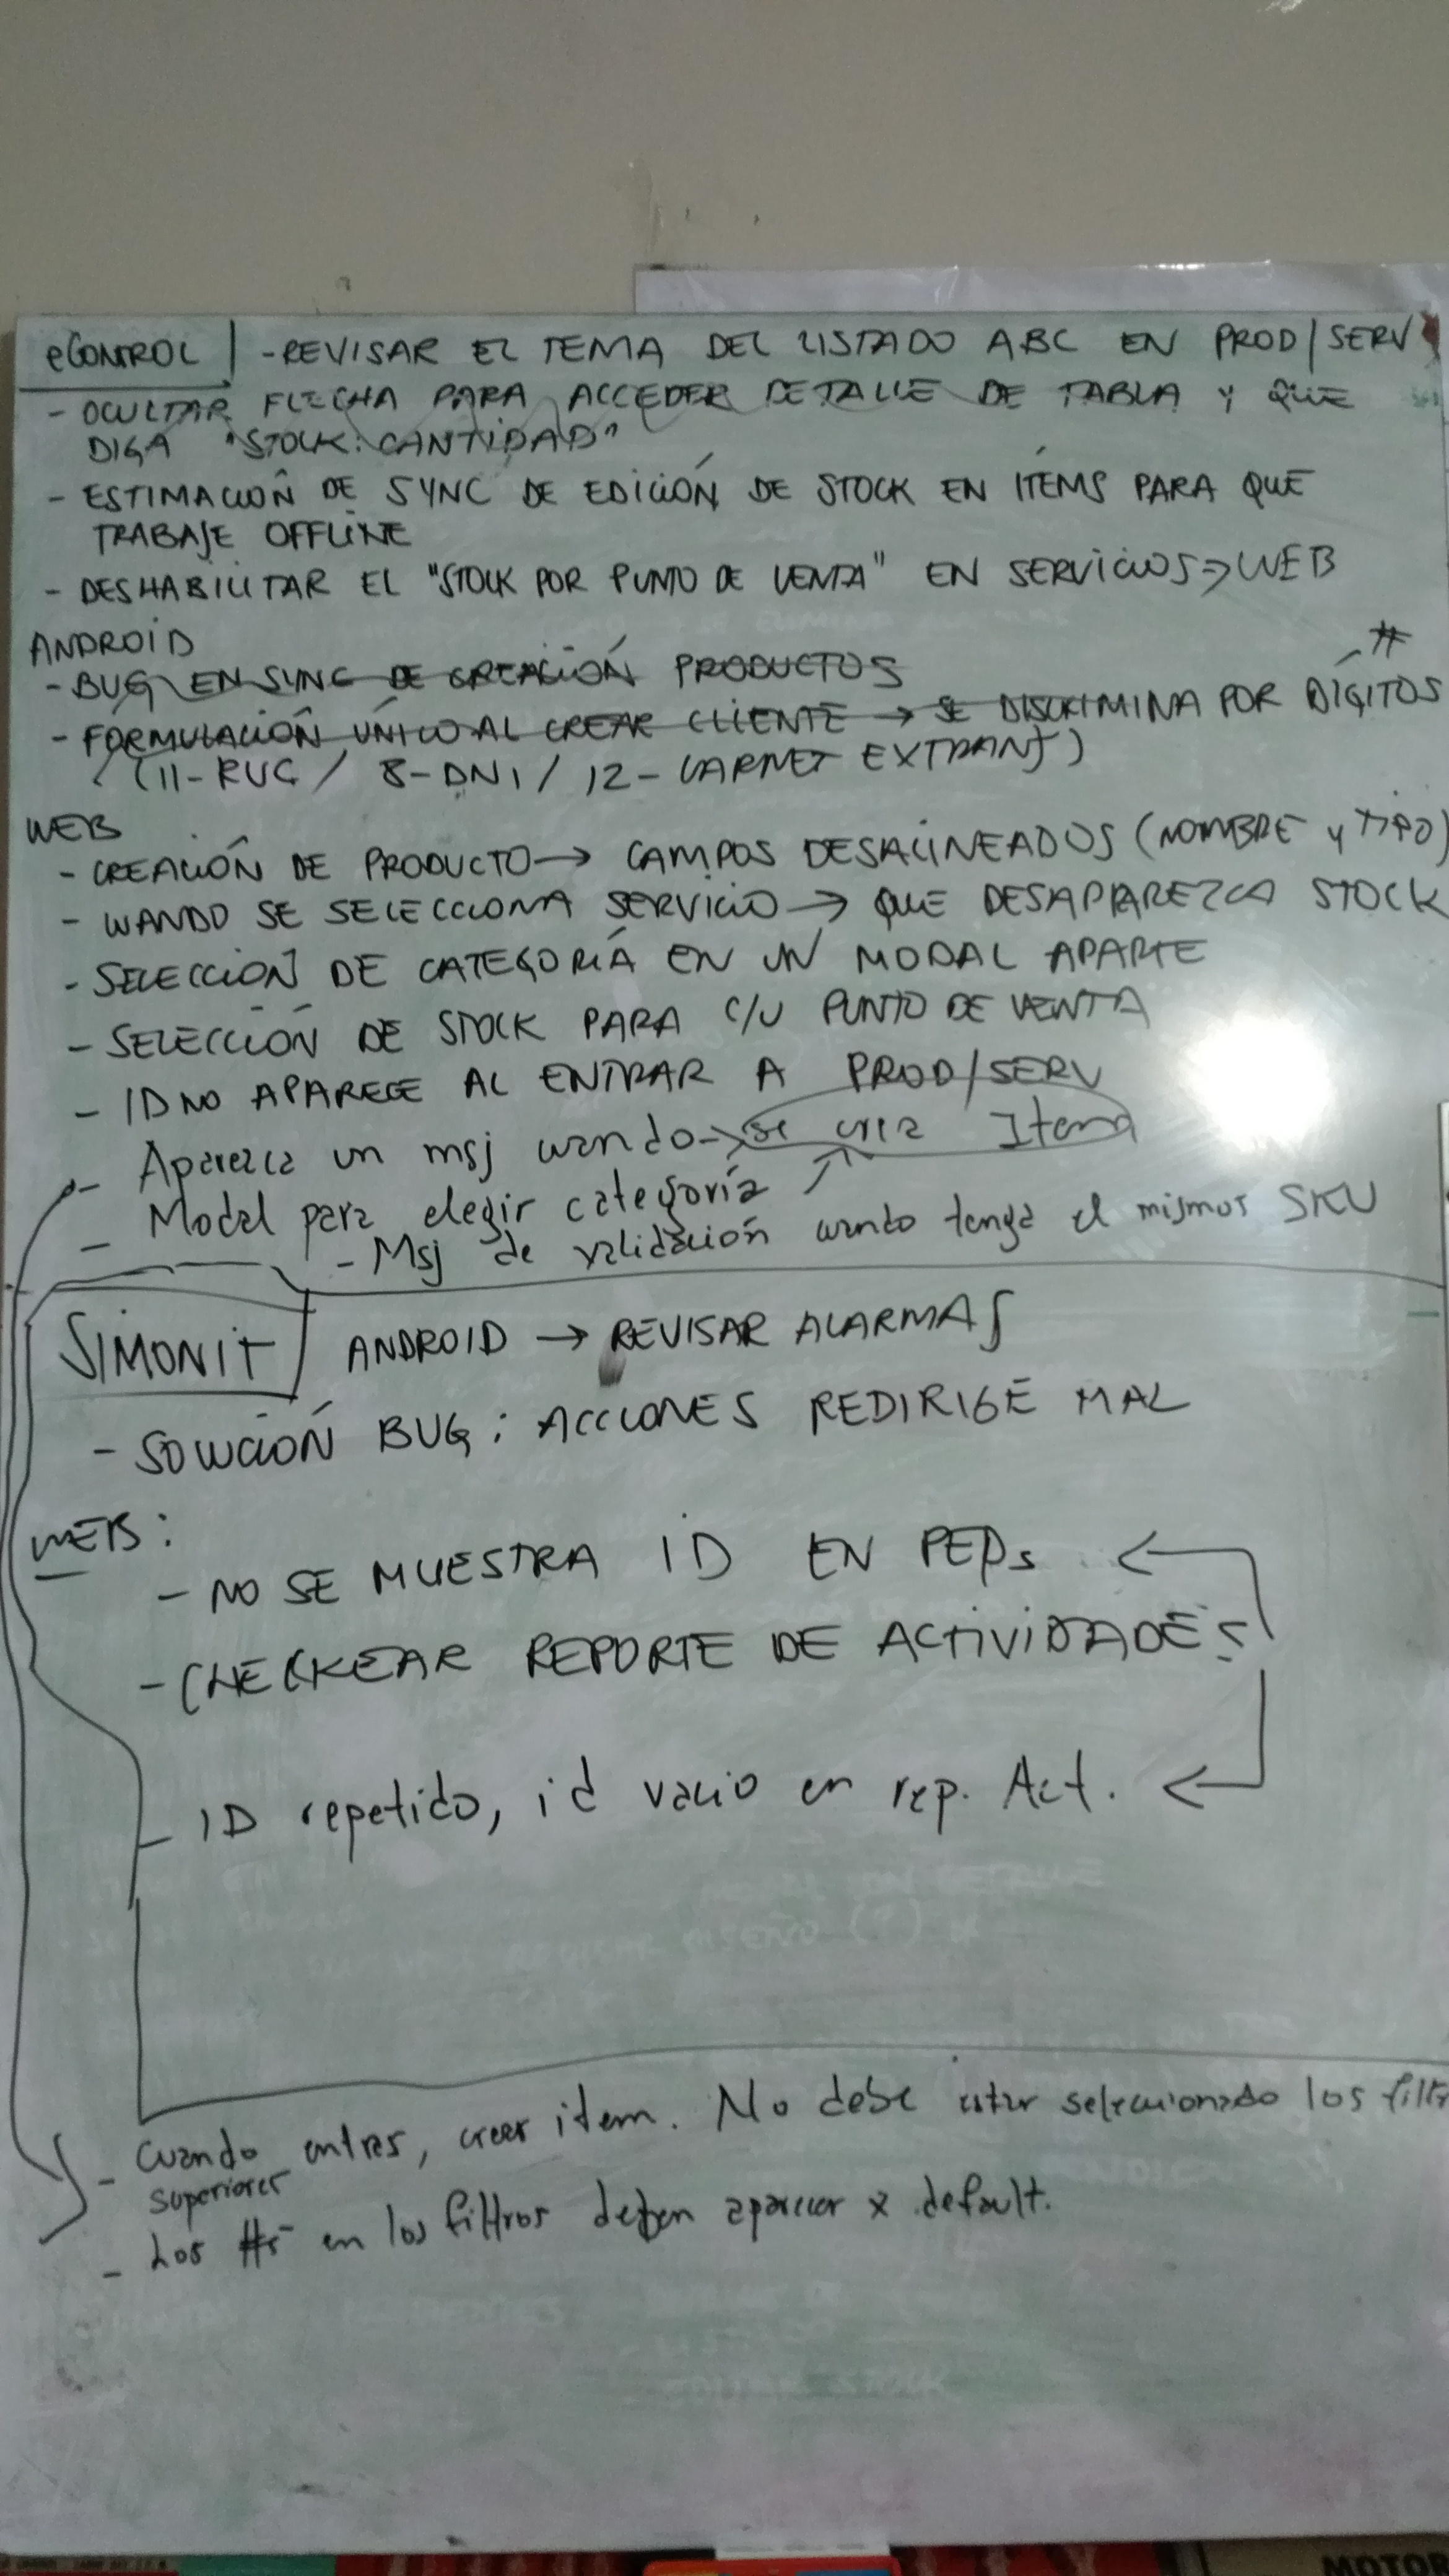 eCONTROL | - REVISAR EL TEMA DEL LISTADO ABC EN PROD/SERV
- OCULTAR FLECHA PARA ACCEDER DETALLE DE TABLA Y QUE
DIGA "STOCK: CANTIDAD"
- ESTIMACIÓN DE SYNC DE EDICIÓN DE STOCK EN ÍTEMS PARA QUE
TRABAJE OFFLINE
- DESHABILITAR EL "STOCK POR PUNTO DE VENTA" EN SERVICIOS => WEB
ANDROID
- BUG EN SYNC DE CREACIÓN PRODUCTOS
#
- FORMULACIÓN ÚNICO AL CREAR CLIENTE → SE DISCRIMINA POR DÍGITOS
(11-RUC / 8-DNI / 12-CARNET EXTRANJ)
WEB
- CREACIÓN DE PRODUCTO → CAMPOS DESALINEADOS (NOMBRE Y TIPO)
- CUANDO SE SELECCIONA SERVICIO → QUE DESAPAREZCA STOCK
- SELECCIÓN DE CATEGORÍA EN UN MODAL APARTE
- SELECCIÓN DE STOCK PARA C/U PUNTO DE VENTA
- ID NO APARECE AL ENTRAR A PROD/SERV
- Aparezca un msj cuando → se crea Item
- Modal para elegir categoría
- Msj de validación cuando tenga el mismos SKU
SIMONIT | ANDROID → REVISAR ALARMAS
- SOLUCIÓN BUG: ACCIONES REDIRIGE MAL
WEB:
- NO SE MUESTRA ID EN PEPs ←
- CHECKEAR REPORTE DE ACTIVIDADES
- ID repetido, id vacio en rep. Act. ←
- Cuando entres, crear item. No debe estar seleccionado los filtr
superiores
- Los #s en los filtros deben aparecer x default.
MOTOR